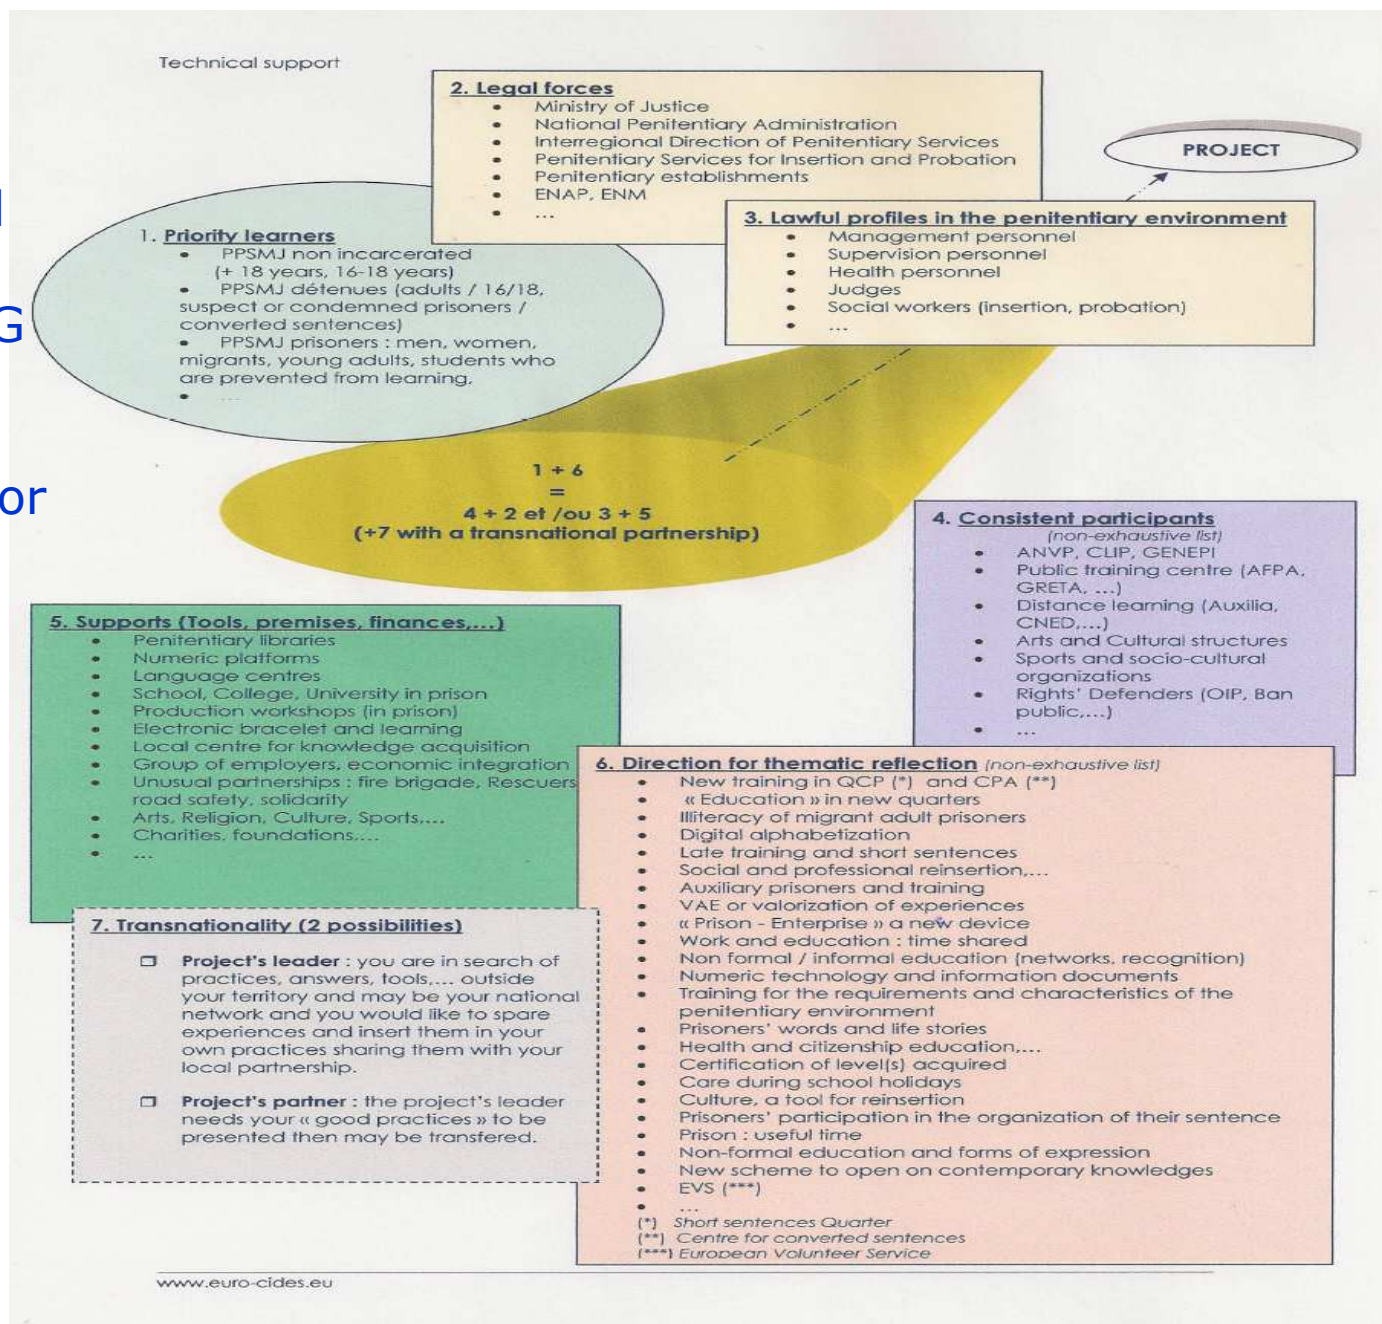 Technical support
2. Legal forces
• Ministry of Justice
• National Penitentiary Administration
• Interregional Direction of Penitentiary Services
• Penitentiary Services for Insertion and Probation
• Penitentiary establishments
• ENAP, ENM
• ...
PROJECT
1. Priority learners
• PPSMJ non incarcerated
(+ 18 years, 16-18 years)
• PPSMJ détenues (adults / 16/18,
suspect or condemned prisoners /
converted sentences)
• PPSMJ prisoners : men, women,
migrants, young adults, students who
are prevented from learning,
• ...
3. Lawful profiles in the penitentiary environment
• Management personnel
• Supervision personnel
• Health personnel
• Judges
• Social workers (insertion, probation)
• ...
G
or
1 + 6
=
4 + 2 et /ou 3 + 5
(+7 with a transnational partnership)
4. Consistent participants
(non-exhaustive list)
• ANVP, CLIP, GENEPI
• Public training centre (AFPA,
GRETA, ...)
• Distance learning (Auxilia,
CNED,...)
• Arts and Cultural structures
• Sports and socio-cultural
organizations
• Rights' Defenders (OIP, Ban
public,...)
• ...
5. Supports (Tools, premises, finances,...)
• Penitentiary libraries
• Numeric platforms
• Language centres
• School, College, University in prison
• Production workshops (in prison)
• Electronic bracelet and learning
• Local centre for knowledge acquisition
• Group of employers, economic integration
• Unusual partnerships : fire brigade, Rescuers
road safety, solidarity
• Arts, Religion, Culture, Sports,...
• Charities, foundations,...
• ...
6. Direction for thematic reflection (non-exhaustive list)
• New training in QCP (*) and CPA (**)
• « Education » in new quarters
• Illiteracy of migrant adult prisoners
• Digital alphabetization
• Late training and short sentences
• Social and professional reinsertion,...
• Auxiliary prisoners and training
• VAE or valorization of experiences
• « Prison - Enterprise » a new device
• Work and education : time shared
• Non formal / informal education (networks, recognition)
• Numeric technology and information documents
• Training for the requirements and characteristics of the
penitentiary environment
• Prisoners' words and life stories
• Health and citizenship education,...
• Certification of level(s) acquired
• Care during school holidays
• Culture, a tool for reinsertion
• Prisoners' participation in the organization of their sentence
• Prison : useful time
• Non-formal education and forms of expression
• New scheme to open on contemporary knowledges
• EVS (***)
• ...
(*) Short sentences Quarter
(**) Centre for converted sentences
(***) European Volunteer Service
7. Transnationality (2 possibilities)
❒ Project's leader : you are in search of
practices, answers, tools,... outside
your territory and may be your national
network and you would like to spare
experiences and insert them in your
own practices sharing them with your
local partnership.
❒ Project's partner : the project's leader
needs your « good practices » to be
presented then may be transfered.
www.euro-cides.eu